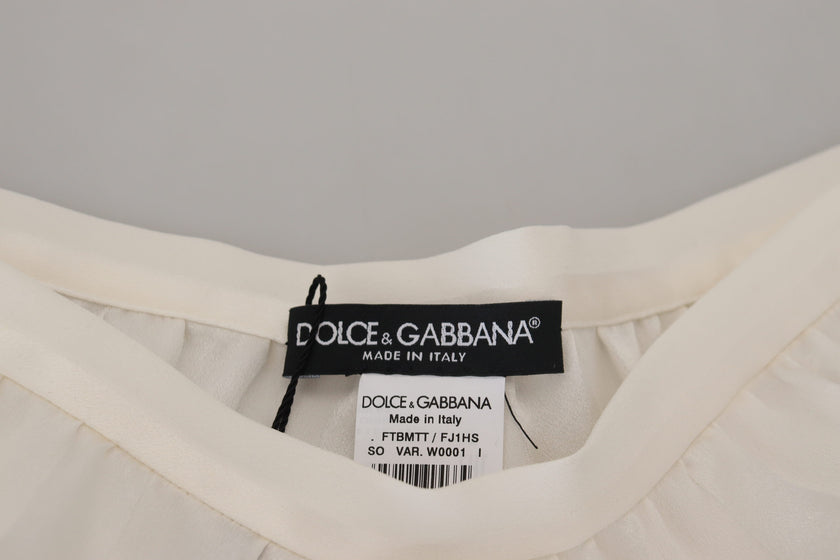 DOLCE & GABBANA®
MADE IN ITALY
DOLCE & GABBANA
Made in Italy
. FTBMTT / FJ1HS
SO VAR. W0001 I